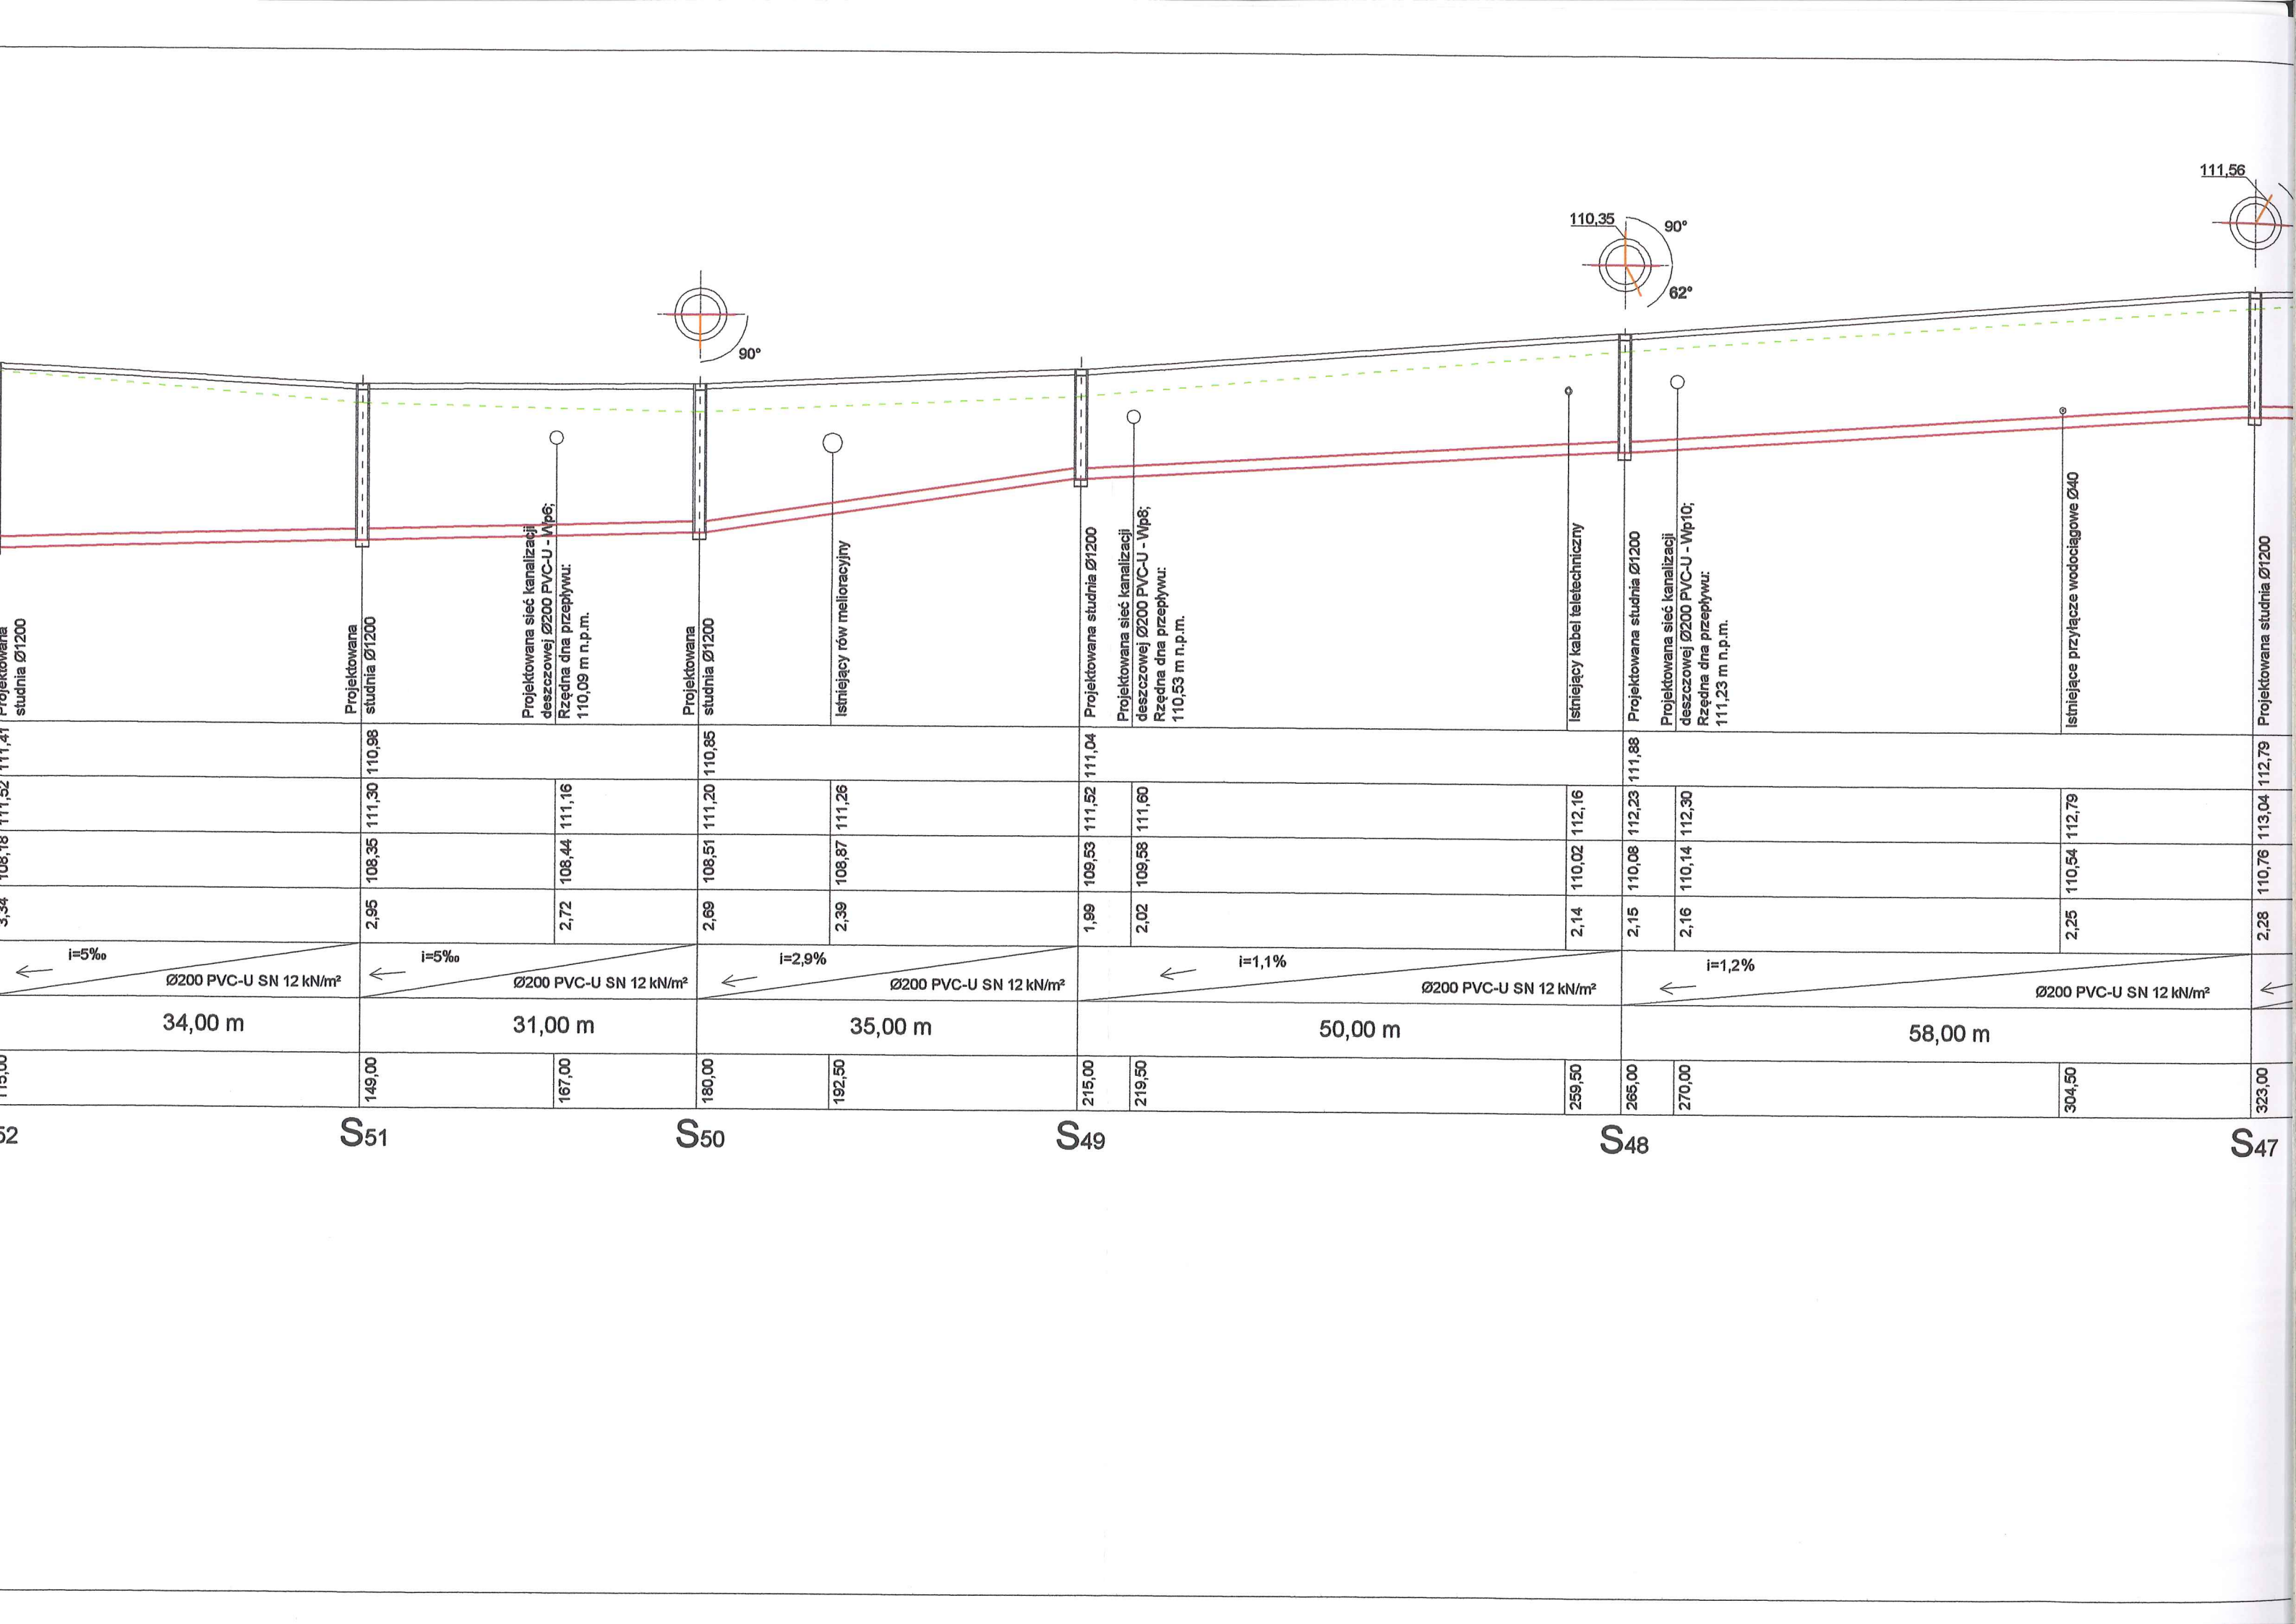 111,56
110,35
90°
62°
90°
studnia Ø1200
Projektowana
studnia Ø1200
Projektowana sieć kanalizacji
deszczowej Ø200 PVC-U - Wp6;
Rzędna dna przepływu:
110,09 m n.p.m.
Projektowana
studnia Ø1200
Istniejący rów melioracyjny
Projektowana studnia Ø1200
Projektowana sieć kanalizacji
deszczowej Ø200 PVC-U - Wp8;
Rzędna dna przepływu:
110,53 m n.p.m.
Istniejący kabel teletechniczny
Projektowana studnia Ø1200
Projektowana sieć kanalizacji
deszczowej Ø200 PVC-U - Wp10;
Rzędna dna przepływu:
111,23 m n.p.m.
Istniejące przyłącze wodociągowe Ø40
Projektowana studnia Ø1200
111,41 110,98 110,85 111,04 111,88 112,79
111,52 111,30 111,16 111,20 111,26 111,52 111,60 112,16 112,23 112,30 112,79 113,04
108,18 108,35 108,44 108,51 108,87 109,53 109,58 110,02 110,08 110,14 110,54 110,76
3,34 2,95 2,72 2,69 2,39 1,99 2,02 2,14 2,15 2,16 2,25 2,28
i=5‰ i=5‰ i=2,9% i=1,1% i=1,2%
Ø200 PVC-U SN 12 kN/m² Ø200 PVC-U SN 12 kN/m² Ø200 PVC-U SN 12 kN/m² Ø200 PVC-U SN 12 kN/m² Ø200 PVC-U SN 12 kN/m²
34,00 m 31,00 m 35,00 m 50,00 m 58,00 m
149,00 167,00 180,00 192,50 215,00 219,50 259,50 265,00 270,00 304,50 323,00
52 S51 S50 S49 S48 S47